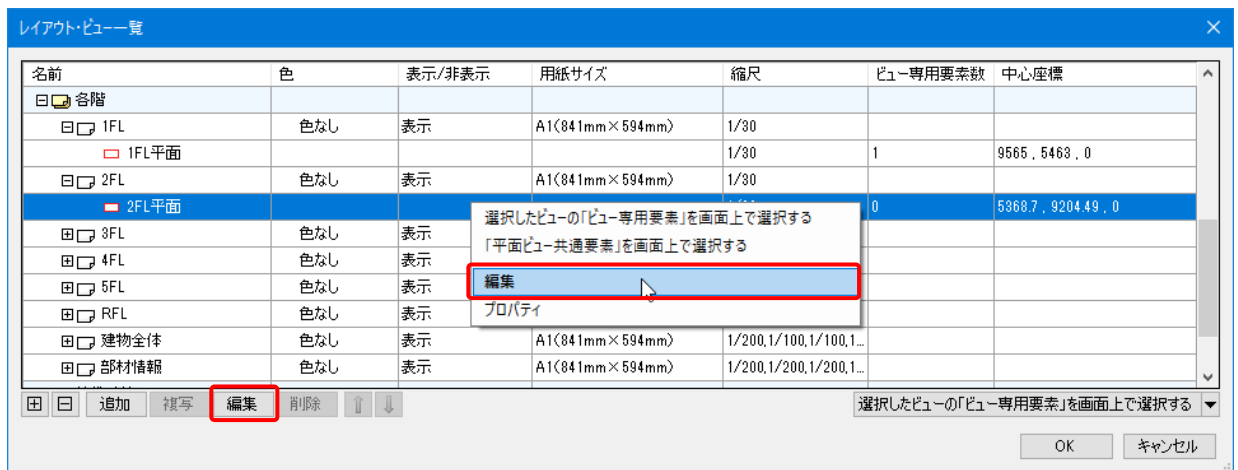 レイアウト・ビュー一覧
名前 色 表示/非表示 用紙サイズ 縮尺 ビュー専用要素数 中心座標
各階
1FL 色なし 表示 A1(841mm×594mm) 1/30
1FL平面 1/30 1 9565 , 5463 , 0
2FL 色なし 表示 A1(841mm×594mm) 1/30
2FL平面 0 5368.7 , 9204.49 , 0
選択したビューの「ビュー専用要素」を画面上で選択する
3FL 色なし 表示
「平面ビュー共通要素」を画面上で選択する
4FL 色なし 表示
編集
5FL 色なし 表示
プロパティ
RFL 色なし 表示
建物全体 色なし 表示 A1(841mm×594mm) 1/200,1/100,1/100,1...
部材情報 色なし 表示 A1(841mm×594mm) 1/200,1/200,1/200,1...
追加 複写 編集 削除 選択したビューの「ビュー専用要素」を画面上で選択する
OK キャンセル